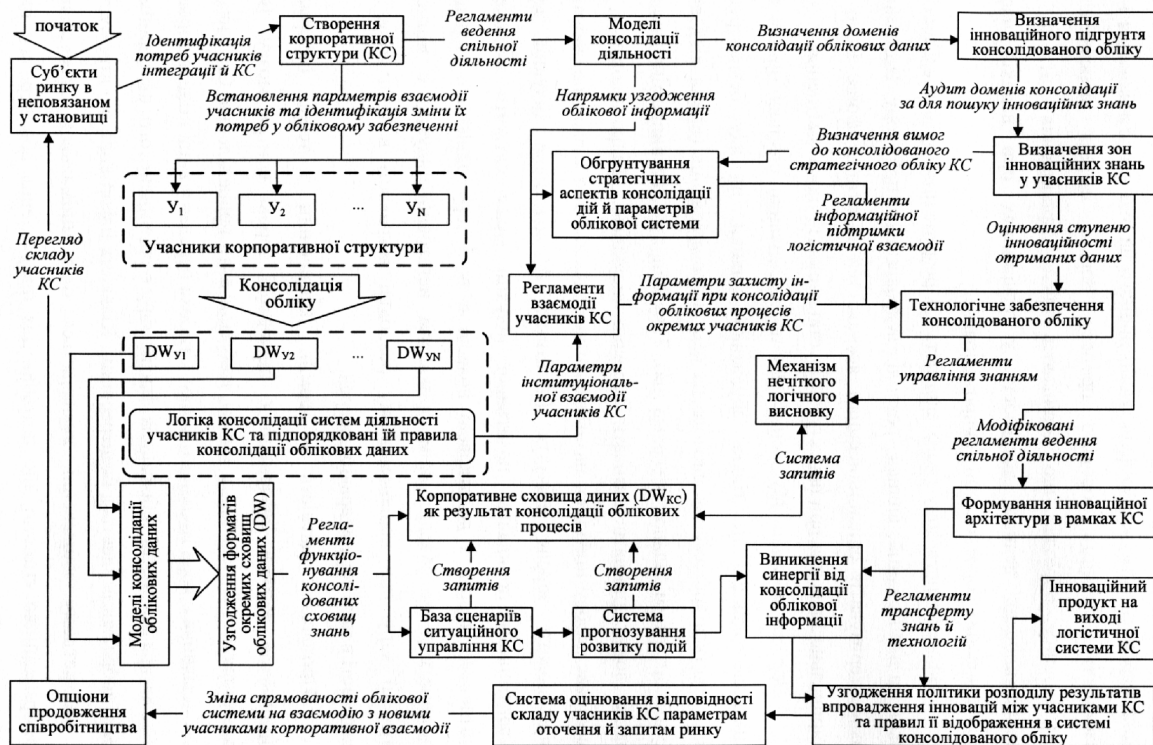 початок
Суб’єкти
ринку в
неповязаном
у становищі
Ідентифікація
потреб учасників
інтеграції й КС
Створення
корпоративної
структури (КС)
Регламенти
ведення
спільної
діяльності
Моделі
консолідації
діяльності
Визначення доменів
консолідації облікових даних
Визначення
інноваційного підгрунтя
консолідованого обліку
Встановлення параметрів взаємодії
учасників та ідентифікація зміни їх
потреб у обліковому забезпеченні
Напрямки узгодження
облікової інформації
Аудит доменів консолідації
за для пошуку інноваційних знань
Визначення вимог
до консолідованого
стратегічного обліку КС
Визначення зон
інноваційних знань
у учасників КС
Обгрунтування
стратегічних
аспектів консолідації
дій й параметрів
облікової системи
У1
У2
...
УN
Учасники корпоративної структури
Перегляд
складу
учасників
КС
Регламенти
інформаційної
підтримки
логістичної взаємодії
Оцінювння ступеню
інноваційності
отриманих даних
Консолідація
обліку
Регламенти
взаємодії
учасників КС
Параметри захисту ін-
формації при консолідації
облікових процесів
окремих учасників КС
Технологічне забезпечення
консолідованого обліку
DWУ1
DWУ2
...
DWУN
Параметри
інституціональ-
ної взаємодії
учасників КС
Механізм
нечіткого
логічного
висновку
Регламенти
управління знанням
Логіка консолідації систем діяльності
учасників КС та підпорядковані їй правила
консолідації облікових даних
Система
запитів
Модіфіковані
регламенти ведення
спільної діяльності
Моделі консолідації
облікових даних
Узгодження форматів
окремих сховищ
облікових даних (DW)
Регла-
менти
функціо-
нування
консолі-
дованих
сховищ
знань
Корпоративне сховища диних (DWКС)
як результат консолідації облікових
процесів
Формування інноваційної
архітектури в рамках КС
Створення
запитів
Створення
запитів
Виникнення
синергії від
консолідації
облікової
інформації
Регламенти
трансферту
знань й
технологій
Інноваційний
продукт на
виході
логістичної
системи КС
База сценаріїв
ситуаційного
управління КС
Система
прогнозування
розвитку подій
Опціони
продовження
співробітництва
Зміна спрямованості облікової
системи на взаємодію з новими
учасниками корпоративної взаємодії
Система оцінювання відповідності
складу учасників КС параметрам
оточення й запитам ринку
Узгодження політики розподілу результатів
впровадження інновацій між учасниками КС
та правил її відображення в системі
консолідованого обліку